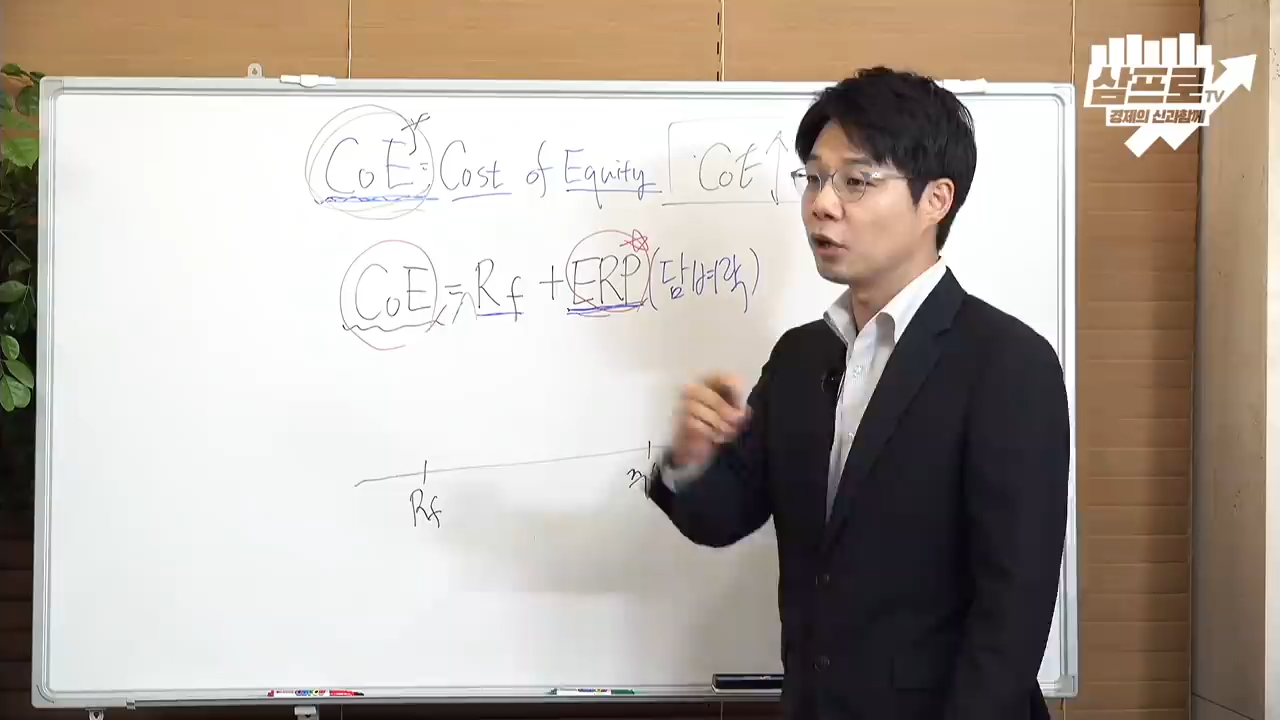 CoE = Cost of Equity CoE ↑
CoE = Rf + ERP (담벼락)
Rf
삼프로TV
경제의 신과함께